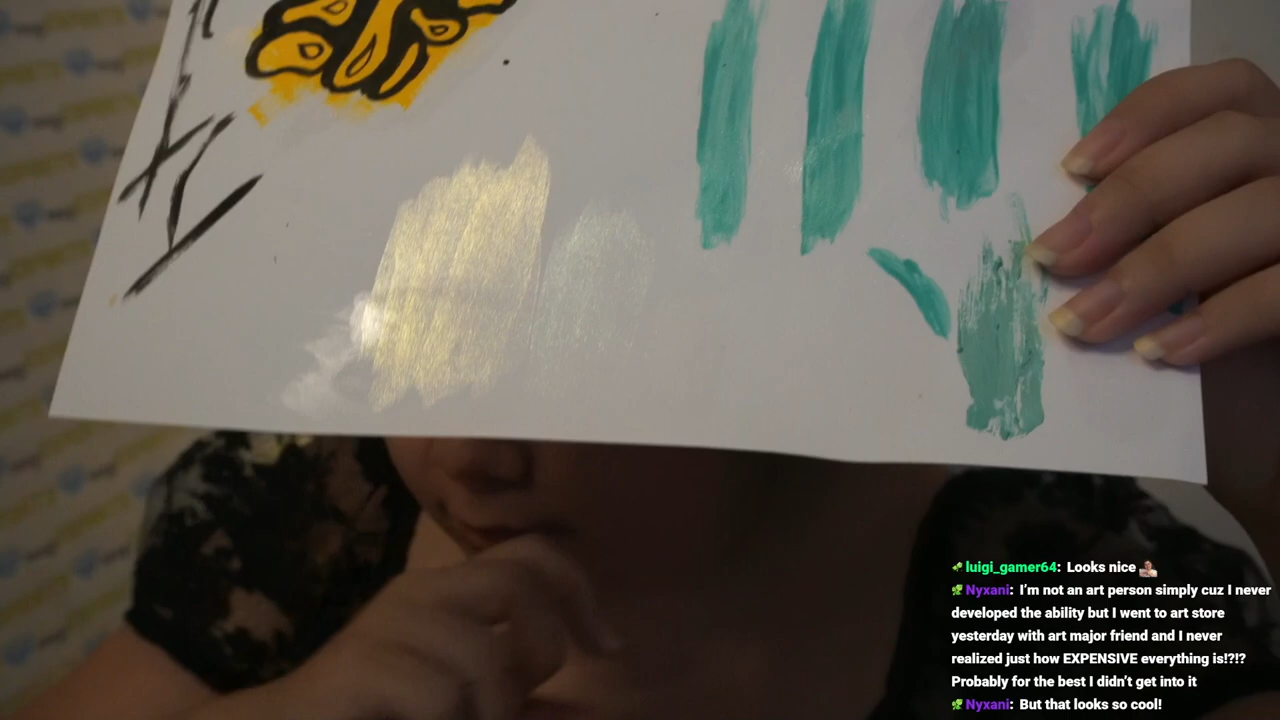 luigi_gamer64: Looks nice
Nyxani: I'm not an art person simply cuz I never
developed the ability but I went to art store
yesterday with art major friend and I never
realized just how EXPENSIVE everything is!?!?
Probably for the best I didn't get into it
Nyxani: But that looks so cool!